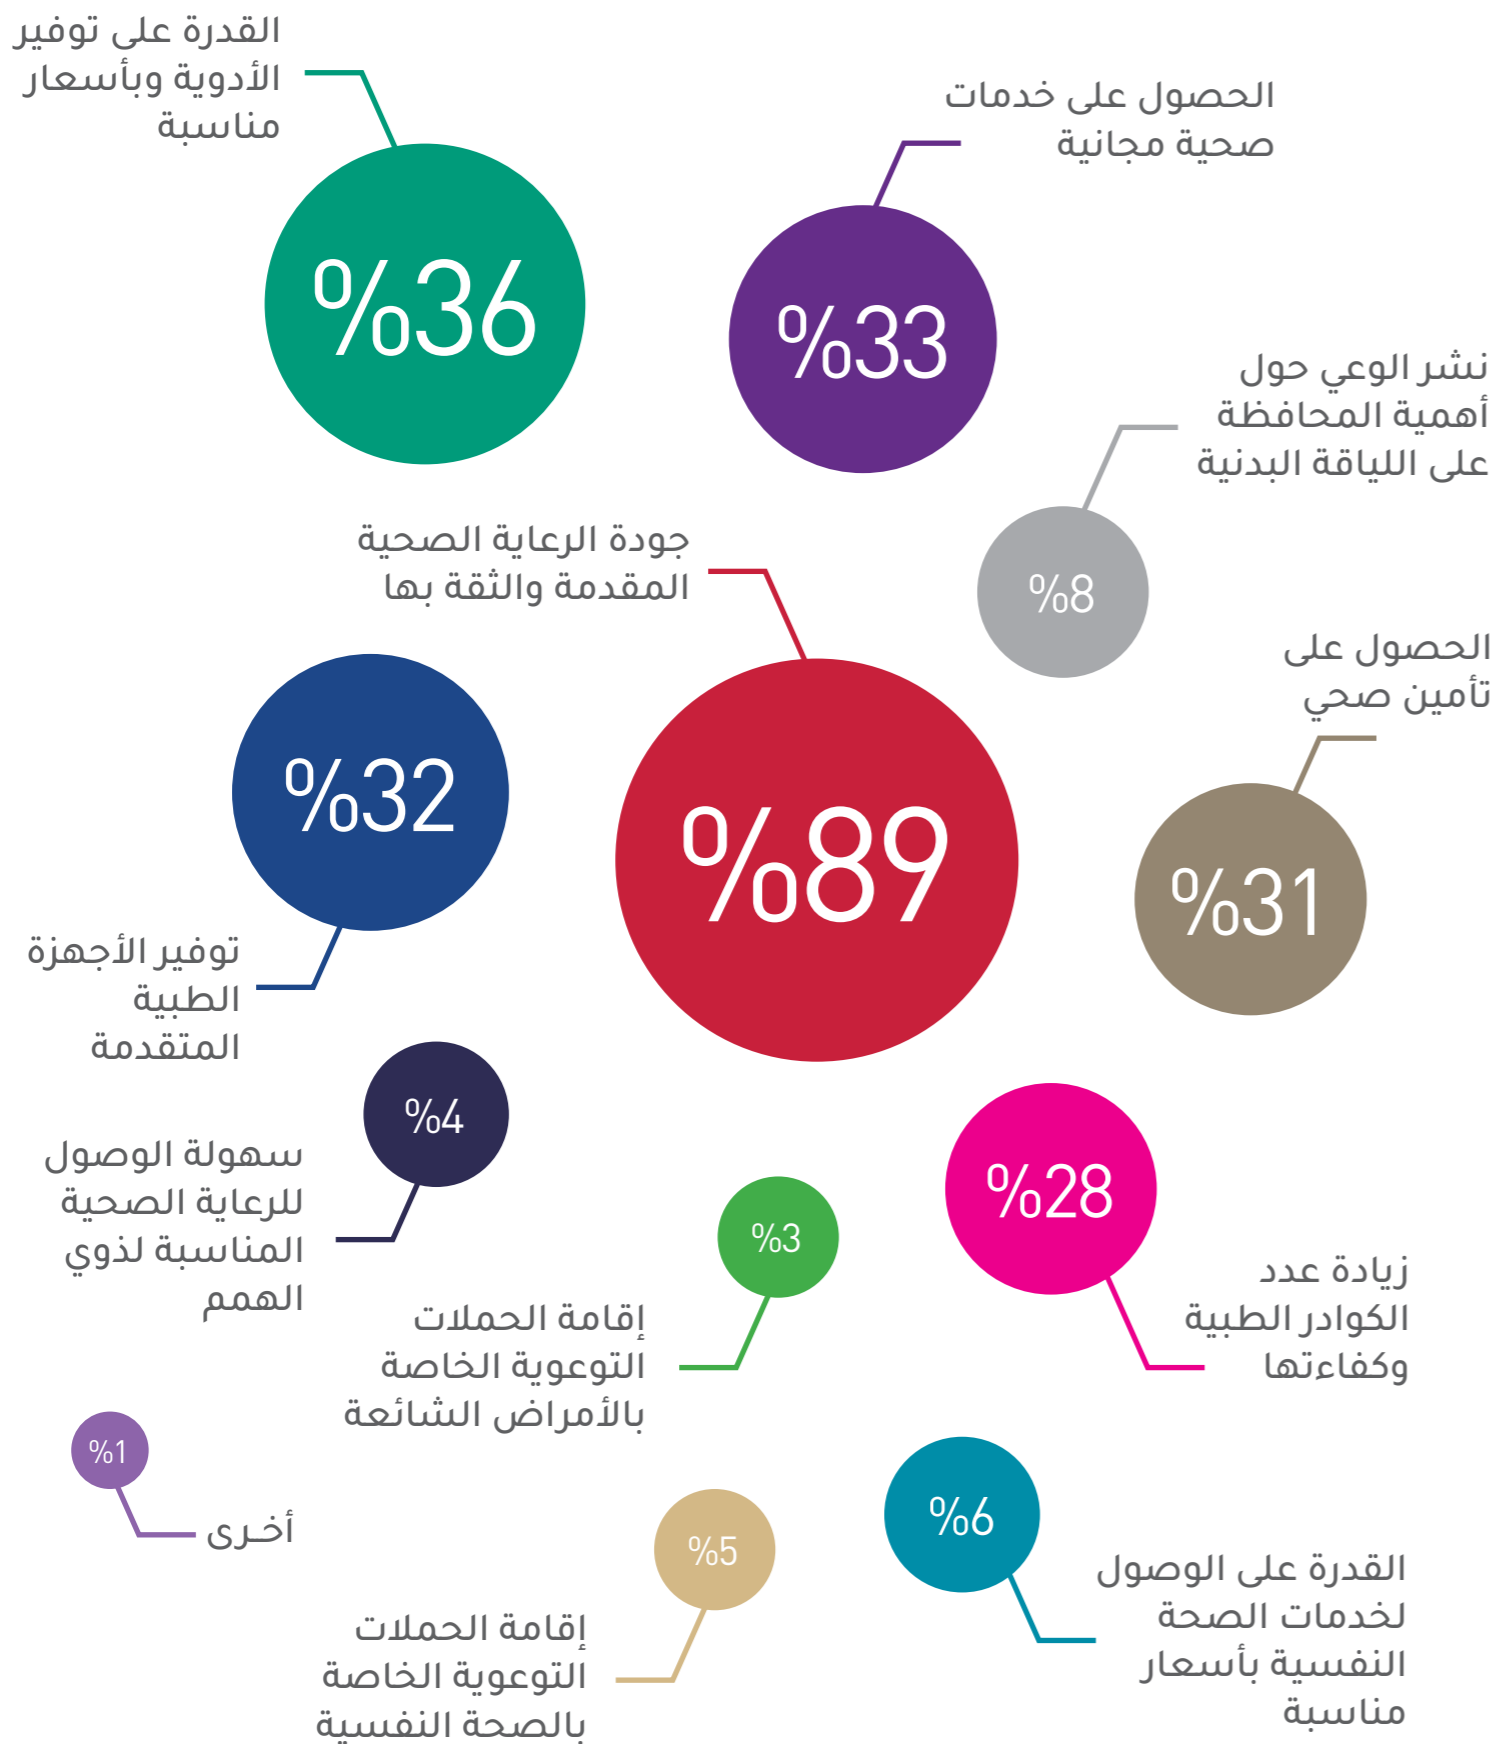 القدرة على توفير
الأدوية وبأسعار
مناسبة
%36
الحصول على خدمات
صحية مجانية
%33
نشر الوعي حول
أهمية المحافظة
على اللياقة البدنية
%8
جودة الرعاية الصحية
المقدمة والثقة بها
%89
الحصول على
تأمين صحي
%31
%32
توفير الأجهزة
الطبية
المتقدمة
%4
سهولة الوصول
للرعاية الصحية
المناسبة لذوي
الهمم
%3
إقامة الحملات
التوعوية الخاصة
بالأمراض الشائعة
%28
زيادة عدد
الكوادر الطبية
وكفاءتها
%1
أخـرى
%5
إقامة الحملات
التوعوية الخاصة
بالصحة النفسية
%6
القدرة على الوصول
لخدمات الصحة
النفسية بأسعار
مناسبة